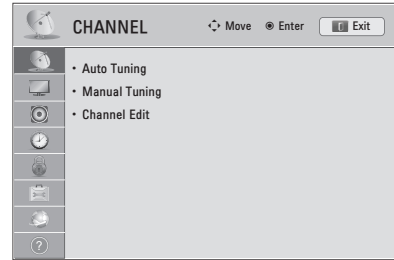 CHANNEL Move Enter Exit
• Auto Tuning
• Manual Tuning
• Channel Edit
?